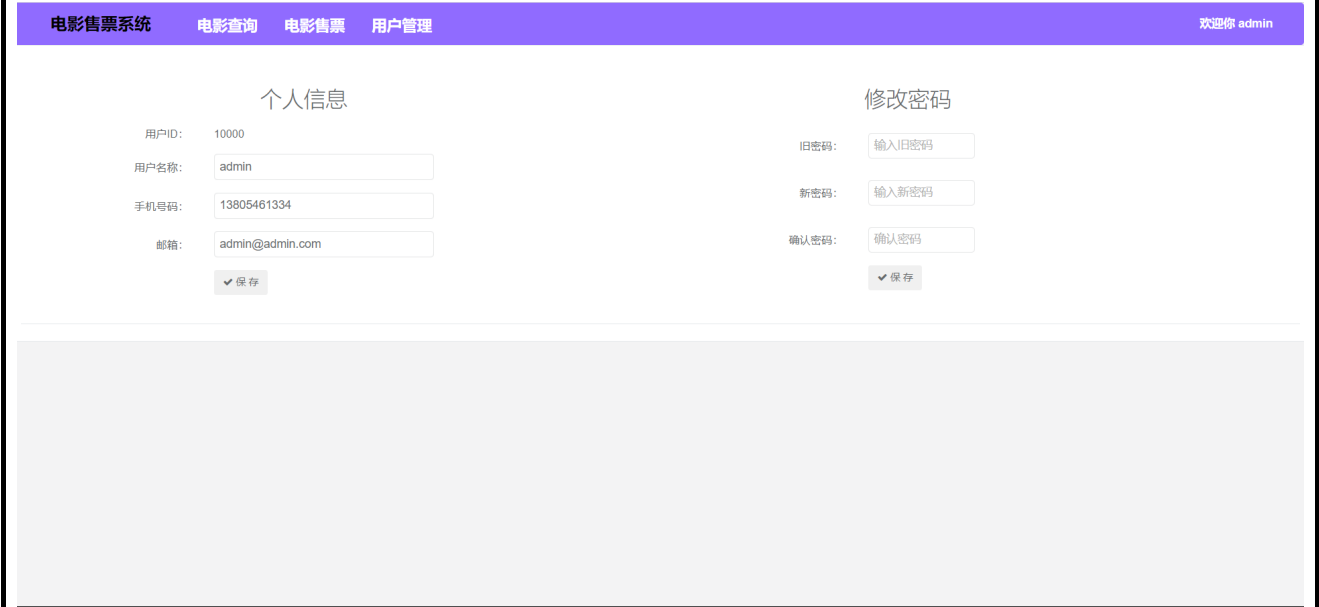 电影售票系统 电影查询 电影售票 用户管理 欢迎你 admin
个人信息
用户ID: 10000
用户名称: admin
手机号码: 13805461334
邮箱: admin@admin.com
保存
修改密码
旧密码: 输入旧密码
新密码: 输入新密码
确认密码: 确认密码
保存